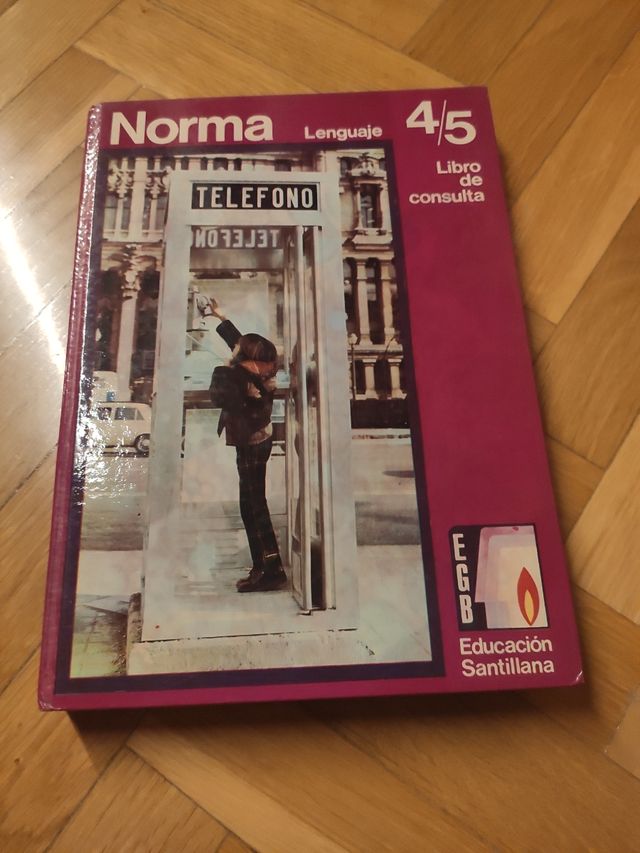 Norma Lenguaje 4/5
Libro
de
consulta
TELEFONO
TELEFONO
EGB
Educación
Santillana